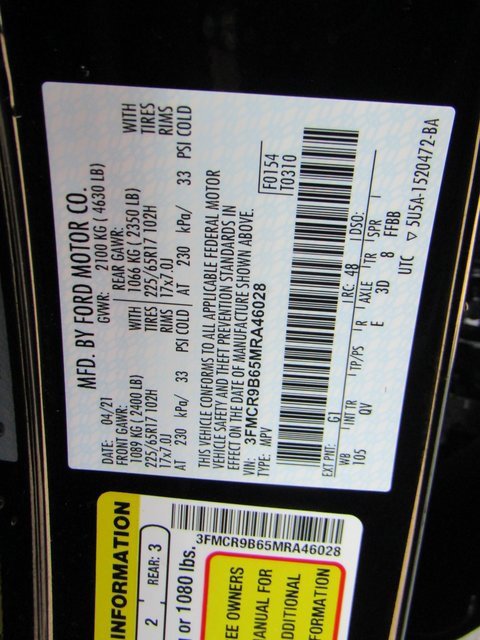 MFD. BY FORD MOTOR CO.
DATE: 04/21 GVWR: 2100 KG ( 4630 LB)
FRONT GAWR: REAR GAWR: WITH
1089 KG ( 2400 LB) WITH 1066 KG ( 2350 LB) TIRES
225/65R17 102H TIRES 225/65R17 102H RIMS
17x7.0J RIMS 17x7.0J
AT 230 kPa/ 33 PSI COLD AT 230 kPa/ 33 PSI COLD
THIS VEHICLE CONFORMS TO ALL APPLICABLE FEDERAL MOTOR
VEHICLE SAFETY AND THEFT PREVENTION STANDARDS IN
EFFECT ON THE DATE OF MANUFACTURE SHOWN ABOVE.
VIN: 3FMCR9B65MRA46028
TYPE: MPV
F0154
T0310
EXT PNT: G1 RC: 48 DSO:
WB INT TR TP/PS R AXLE TR SPR
105 QV E 3D 8 FFBB
UTC ▽ 5U5A-1520472-BA
INFORMATION
2 REAR: 3
or 1080 lbs.
3FMCR9B65MRA46028
SEE OWNERS
MANUAL FOR
ADDITIONAL
INFORMATION